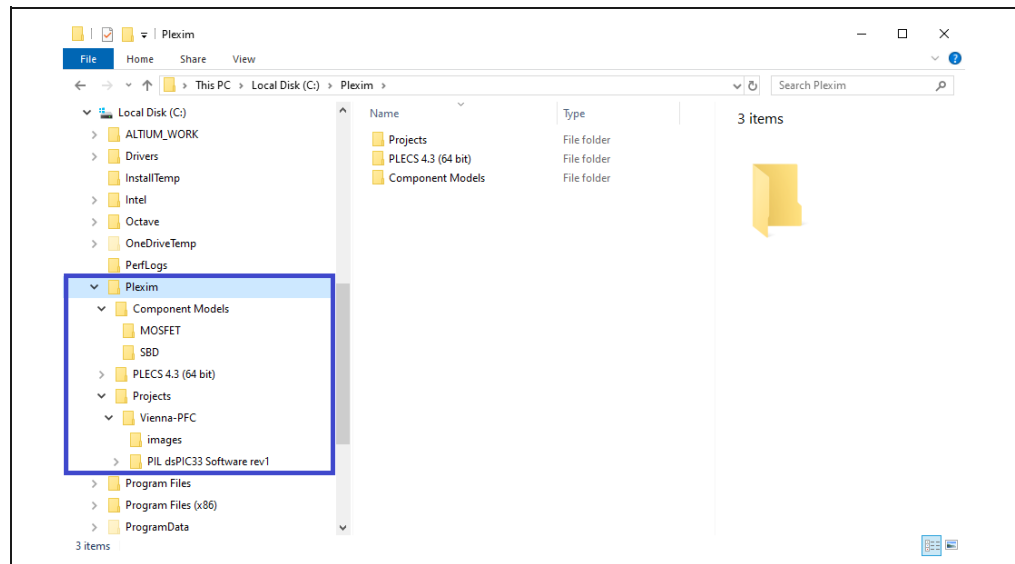 Plexim
File Home Share View
This PC > Local Disk (C:) > Plexim >
Search Plexim
Local Disk (C:)
ALTIUM_WORK
Drivers
InstallTemp
Intel
Octave
OneDriveTemp
PerfLogs
Plexim
Component Models
MOSFET
SBD
PLECS 4.3 (64 bit)
Projects
Vienna-PFC
images
PIL dsPIC33 Software rev1
Program Files
Program Files (x86)
ProgramData
Name Type
Projects File folder
PLECS 4.3 (64 bit) File folder
Component Models File folder
3 items
3 items